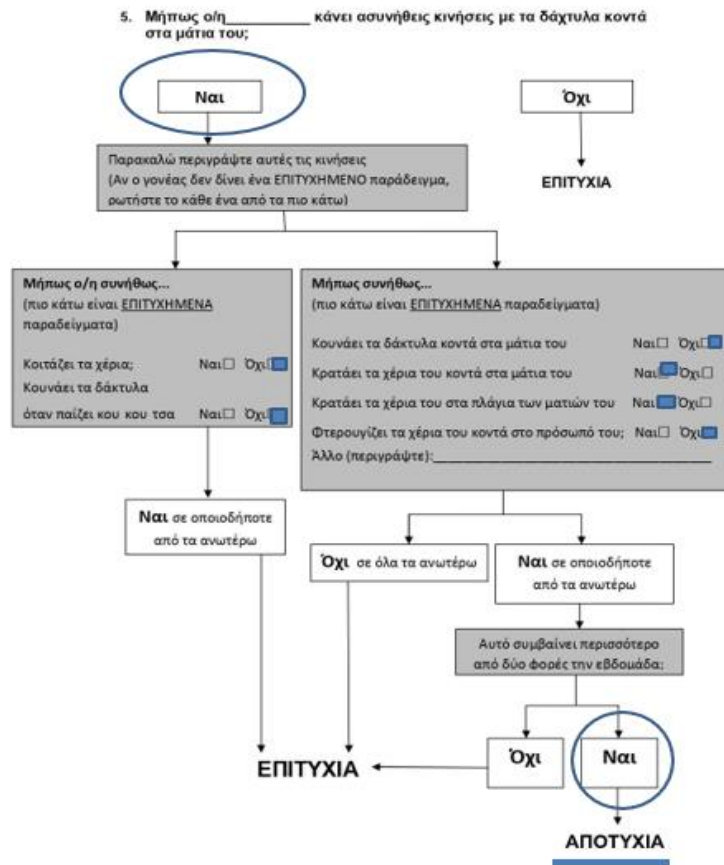 5. Μήπως ο/η__________ κάνει ασυνήθεις κινήσεις με τα δάχτυλα κοντά
στα μάτια του;
Ναι
Όχι
Παρακαλώ περιγράψτε αυτές τις κινήσεις
(Αν ο γονέας δεν δίνει ένα ΕΠΙΤΥΧΗΜΕΝΟ παράδειγμα,
ρωτήστε το κάθε ένα από τα πιο κάτω)
ΕΠΙΤΥΧΙΑ
Μήπως ο/η συνήθως...
(πιο κάτω είναι ΕΠΙΤΥΧΗΜΕΝΑ
παραδείγματα)
Κοιτάζει τα χέρια; Ναι☐ Όχι☐
Κουνάει τα δάκτυλα
όταν παίζει κου κου τσα Ναι☐ Όχι☐
Μήπως συνήθως...
(πιο κάτω είναι ΕΠΙΤΥΧΗΜΕΝΑ παραδείγματα)
Κουνάει τα δάκτυλα κοντά στα μάτια του Ναι☐ Όχι☐
Κρατάει τα χέρια του κοντά στα μάτια του Ναι☐ Όχι☐
Κρατάει τα χέρια του στα πλάγια των ματιών του Ναι☐ Όχι☐
Φτερουγίζει τα χέρια του κοντά στο πρόσωπό του; Ναι☐ Όχι☐
Άλλο (περιγράψτε):__________
Ναι σε οποιοδήποτε
από τα ανωτέρω
Όχι σε όλα τα ανωτέρω
Ναι σε οποιοδήποτε
από τα ανωτέρω
Αυτό συμβαίνει περισσότερο
από δύο φορές την εβδομάδα;
Όχι
Ναι
ΕΠΙΤΥΧΙΑ
ΑΠΟΤΥΧΙΑ